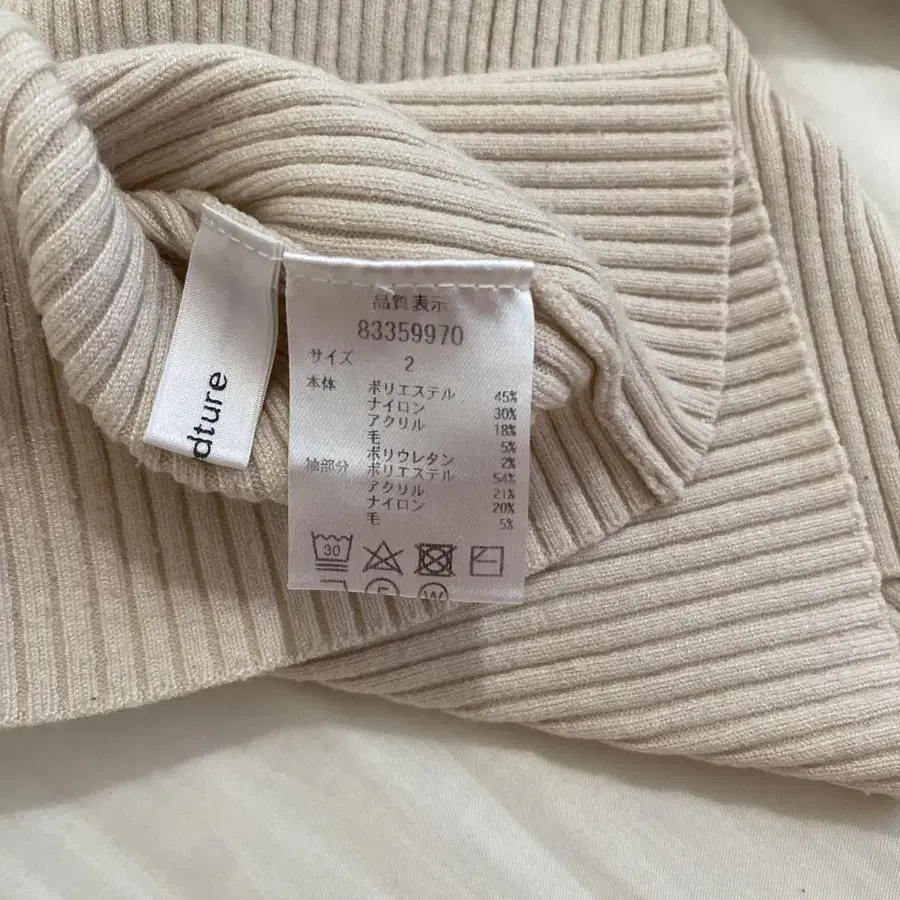 dture
品質表示
83359970
サイズ 2
本体 ポリエステル 45%
ナイロン 30%
アクリル 18%
毛 5%
ポリウレタン 2%
袖部分 ポリエステル 54%
アクリル 21%
ナイロン 20%
毛 5%
30
F
W